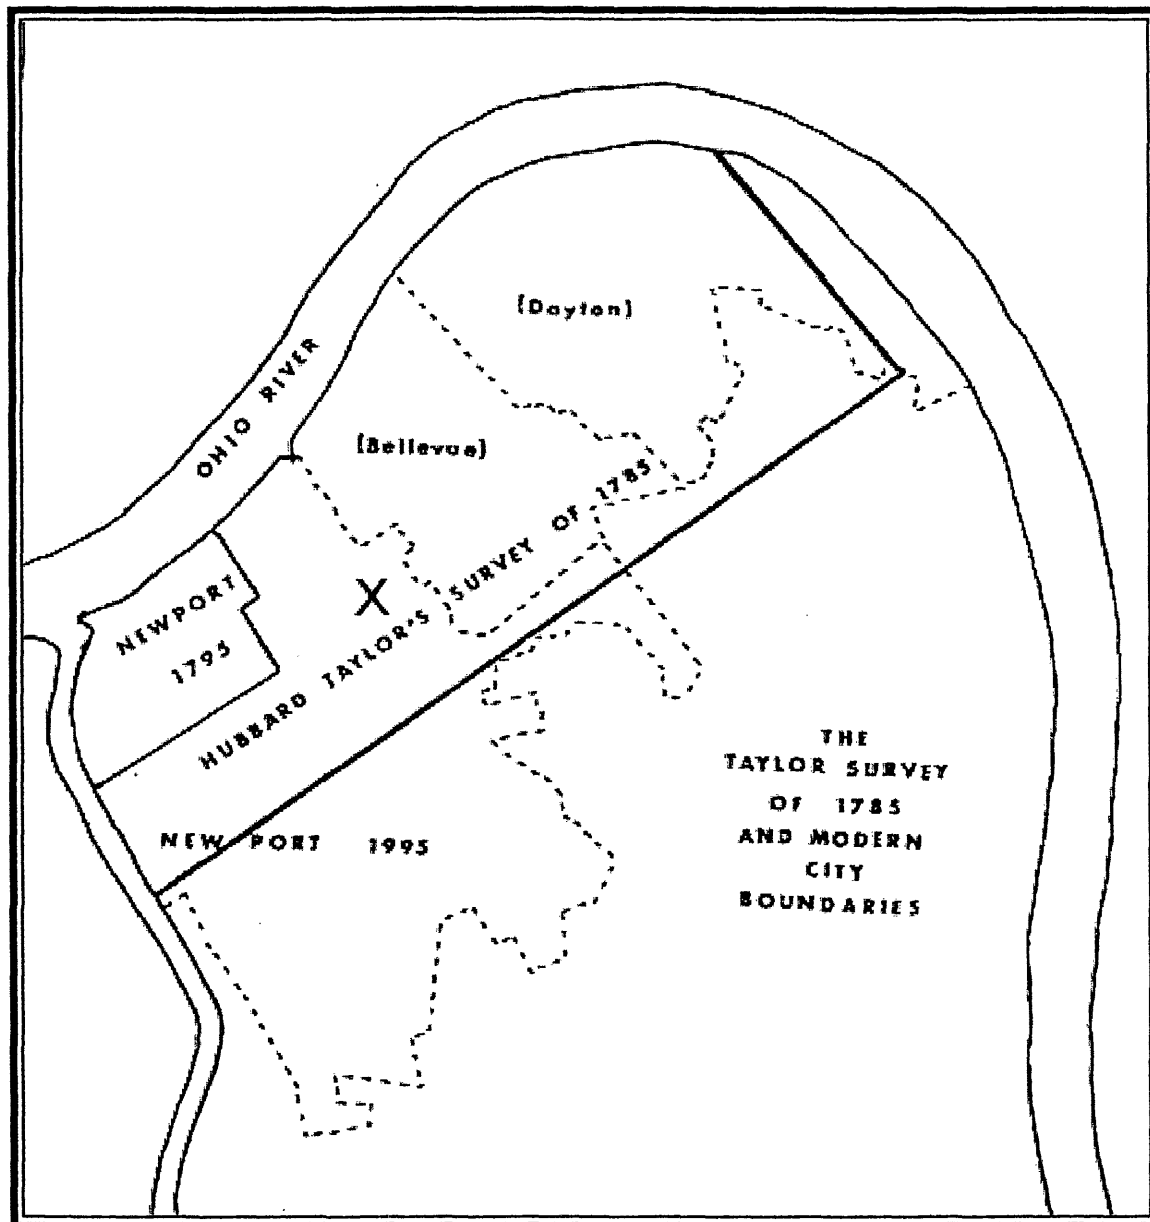 (Dayton)
OHIO RIVER
(Bellevue)
HUBBARD TAYLOR'S SURVEY OF 1785
X
NEWPORT
1795
THE
TAYLOR SURVEY
OF 1785
AND MODERN
CITY
BOUNDARIES
NEW PORT 1995